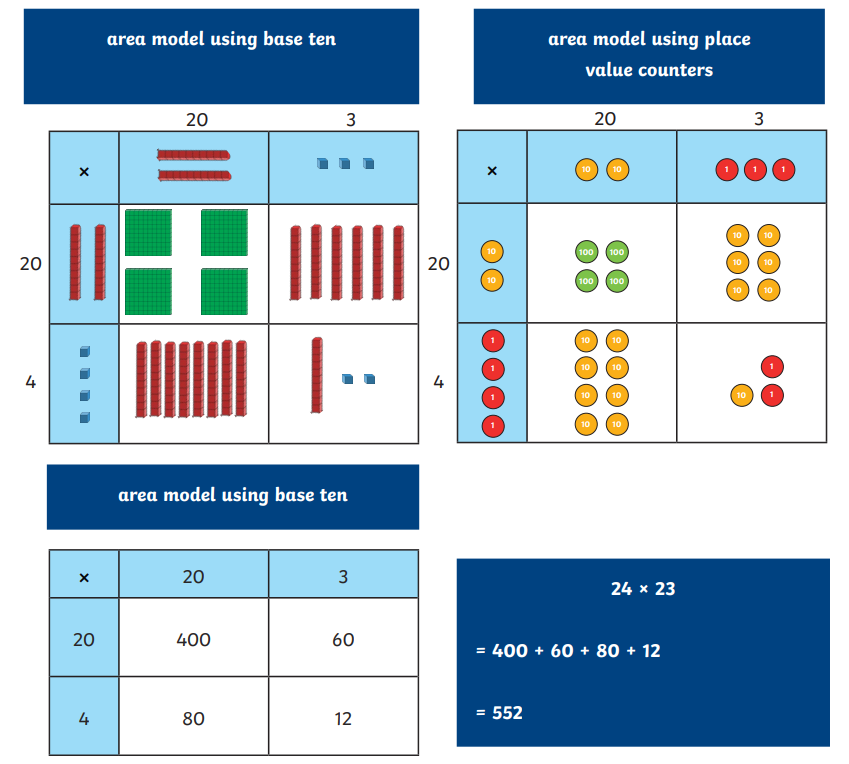 area model using base ten
area model using place
value counters
20 3
×
20
4
20 3
× 10 10 1 1 1
20
10 100 100 10 10
10 100 100 10 10
10 10
4
1 10 10 1
1 10 10 10 1
1 10 10
1 10 10
area model using base ten
× 20 3
20 400 60
4 80 12
24 × 23
= 400 + 60 + 80 + 12
= 552